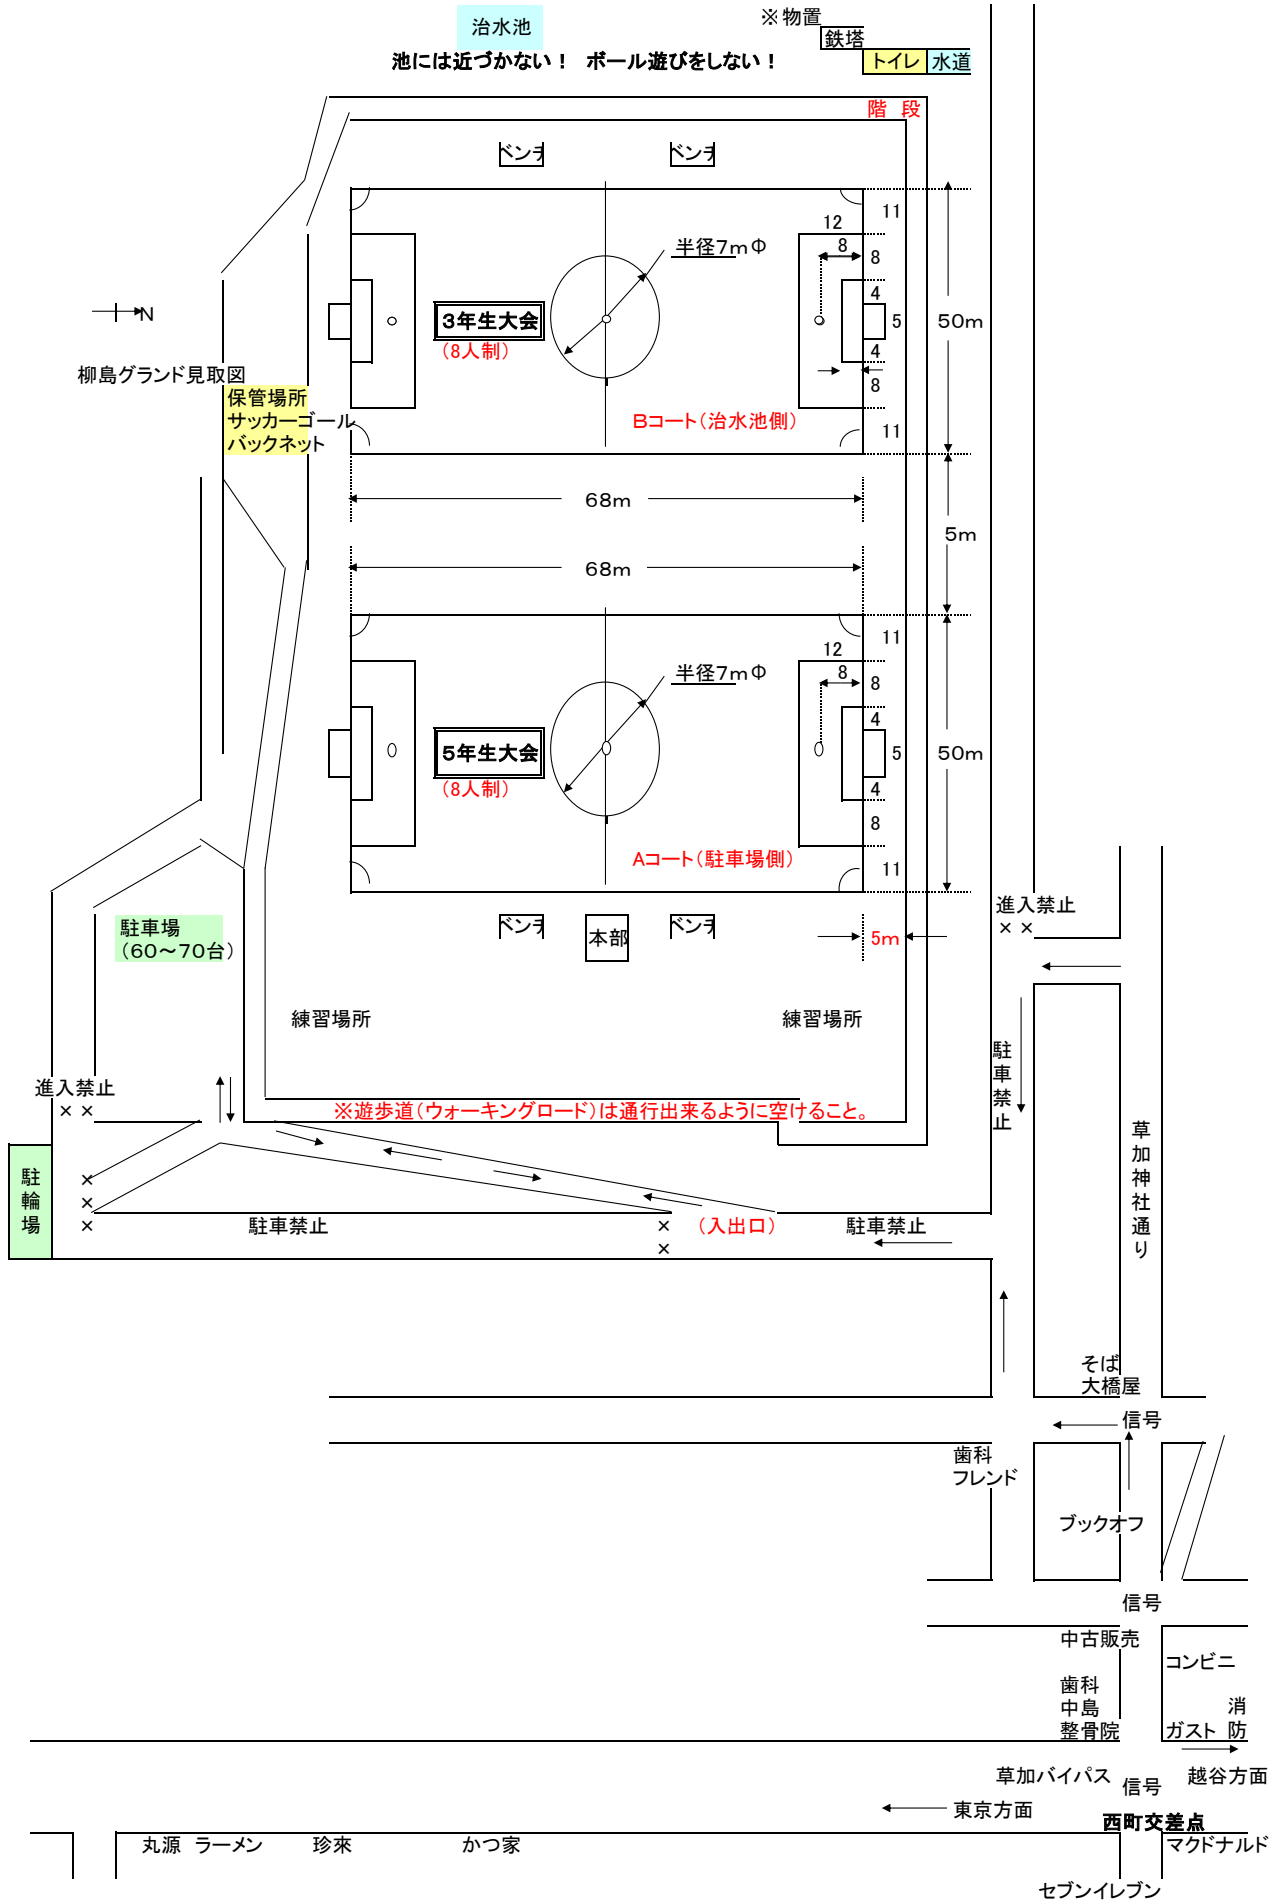 治水池
※物置
鉄塔
池には近づかない！ ボール遊びをしない！
トイレ 水道
階 段
ベンチ ベンチ
11
12
半径7ｍΦ
8
8
4
N
3年生大会
5
50m
(8人制)
4
柳島グランド見取図
8
保管場所
サッカーゴール
バックネット
Bコート(治水池側)
11
68m
5m
68m
11
12
半径7ｍΦ
8
8
4
5年生大会
5
50m
(8人制)
4
8
Aコート(駐車場側)
11
進入禁止
× ×
駐車場
(60～70台)
ベンチ 本部 ベンチ
5m
練習場所 練習場所
駐車禁止
進入禁止
× ×
※遊歩道(ウォーキングロード)は通行出来るように空けること。
草加神社通り
駐輪場
×
×
×
駐車禁止
×
×
(入出口)
駐車禁止
そば
大橋屋
信号
歯科
フレンド
ブックオフ
信号
中古販売
コンビニ
歯科
中島
整骨院
ガスト
消防
草加バイパス
信号
越谷方面
東京方面
西町交差点
丸源 ラーメン 珍來 かつ家
マクドナルド
セブンイレブン